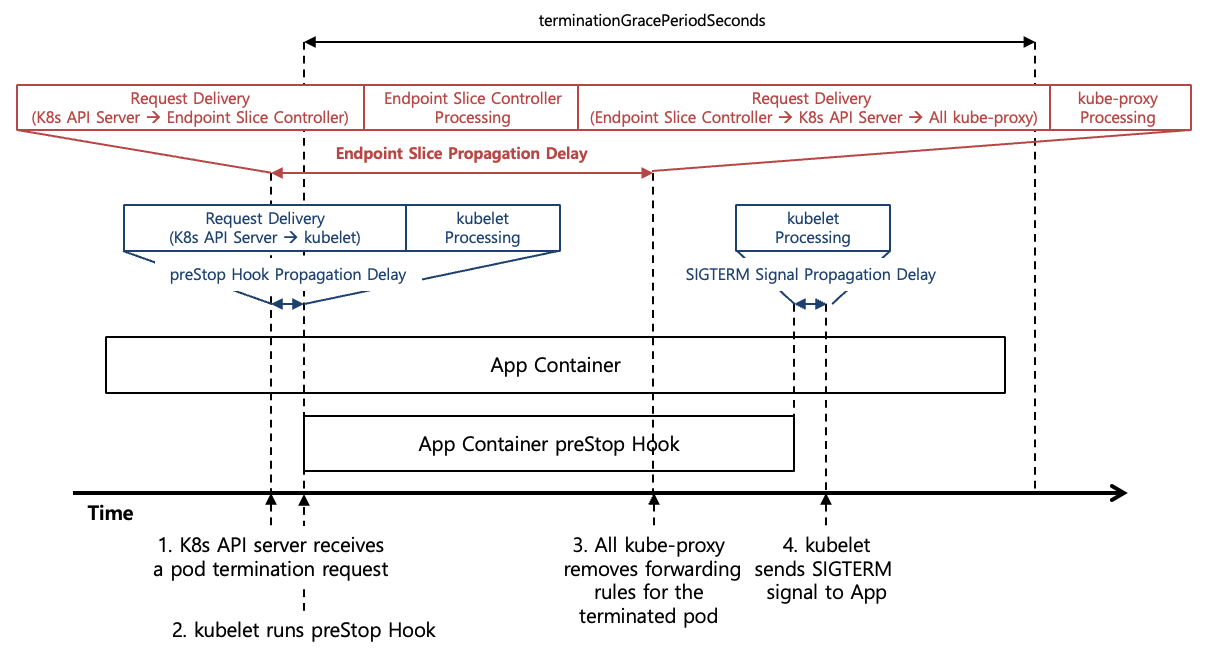 terminationGracePeriodSeconds
Request Delivery
(K8s API Server → Endpoint Slice Controller)
Endpoint Slice Controller
Processing
Request Delivery
(Endpoint Slice Controller → K8s API Server → All kube-proxy)
kube-proxy
Processing
Endpoint Slice Propagation Delay
Request Delivery
(K8s API Server → kubelet)
kubelet
Processing
kubelet
Processing
preStop Hook Propagation Delay
SIGTERM Signal Propagation Delay
App Container
App Container preStop Hook
Time
1. K8s API server receives
a pod termination request
2. kubelet runs preStop Hook
3. All kube-proxy
removes forwarding
rules for the
terminated pod
4. kubelet
sends SIGTERM
signal to App